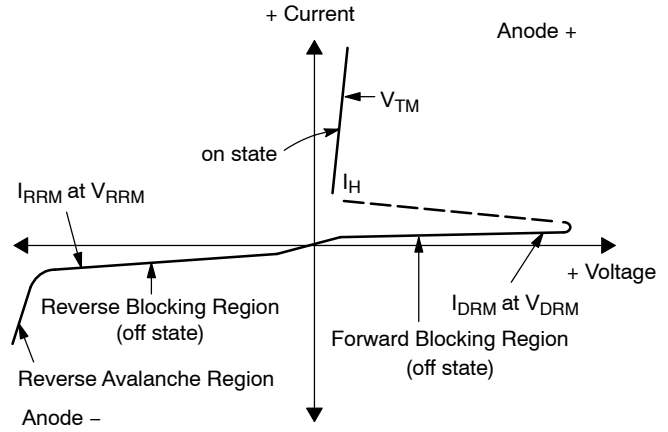 + Current
Anode +
V_TM
on state
I_H
I_RRM at V_RRM
+ Voltage
Reverse Blocking Region
(off state)
I_DRM at V_DRM
Forward Blocking Region
(off state)
Reverse Avalanche Region
Anode −